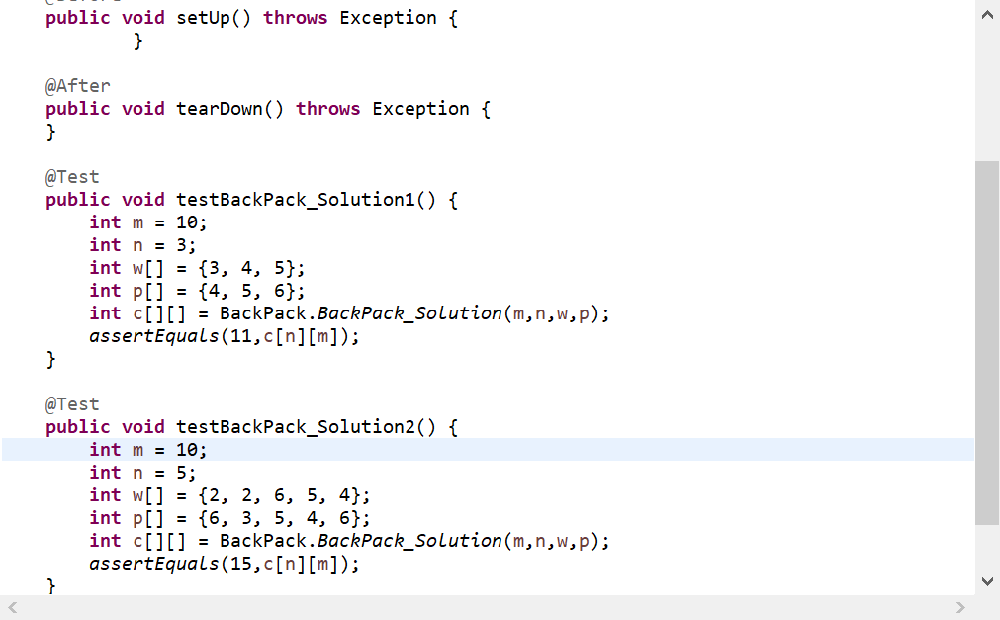 public void setUp() throws Exception {
}
@After
public void tearDown() throws Exception {
}
@Test
public void testBackPack_Solution1() {
int m = 10;
int n = 3;
int w[] = {3, 4, 5};
int p[] = {4, 5, 6};
int c[][] = BackPack.BackPack_Solution(m,n,w,p);
assertEquals(11,c[n][m]);
}
@Test
public void testBackPack_Solution2() {
int m = 10;
int n = 5;
int w[] = {2, 2, 6, 5, 4};
int p[] = {6, 3, 5, 4, 6};
int c[][] = BackPack.BackPack_Solution(m,n,w,p);
assertEquals(15,c[n][m]);
}